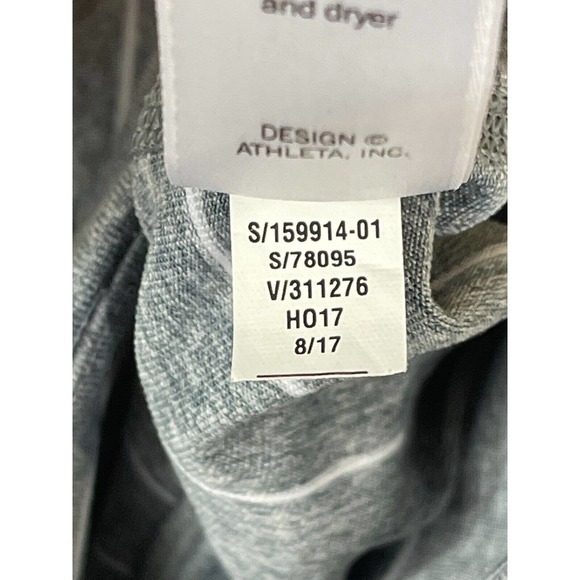 and dryer
DESIGN ©
ATHLETA, INC.
S/159914-01
S/78095
V/311276
HO17
8/17